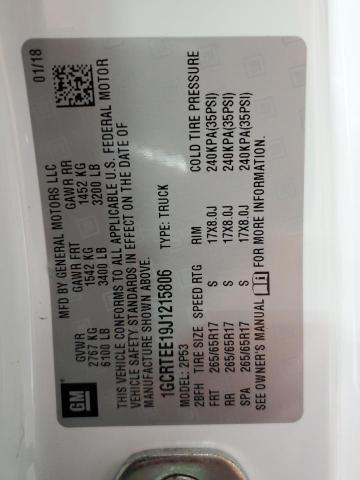 GM
MFD BY GENERAL MOTORS LLC
01/18
GVWR GAWR FRT GAWR RR
2767 KG 1542 KG 1452 KG
6100 LB 3400 LB 3200 LB
THIS VEHICLE CONFORMS TO ALL APPLICABLE U.S. FEDERAL MOTOR
VEHICLE SAFETY STANDARDS IN EFFECT ON THE DATE OF
MANUFACTURE SHOWN ABOVE.
1GCRTEE19J1215806 TYPE: TRUCK
MODEL: 2P53
2BFH TIRE SIZE SPEED RTG RIM COLD TIRE PRESSURE
FRT 265/65R17 S 17X8.0J 240KPA(35PSI)
RR 265/65R17 S 17X8.0J 240KPA(35PSI)
SPA 265/65R17 S 17X8.0J 240KPA(35PSI)
SEE OWNER'S MANUAL FOR MORE INFORMATION.